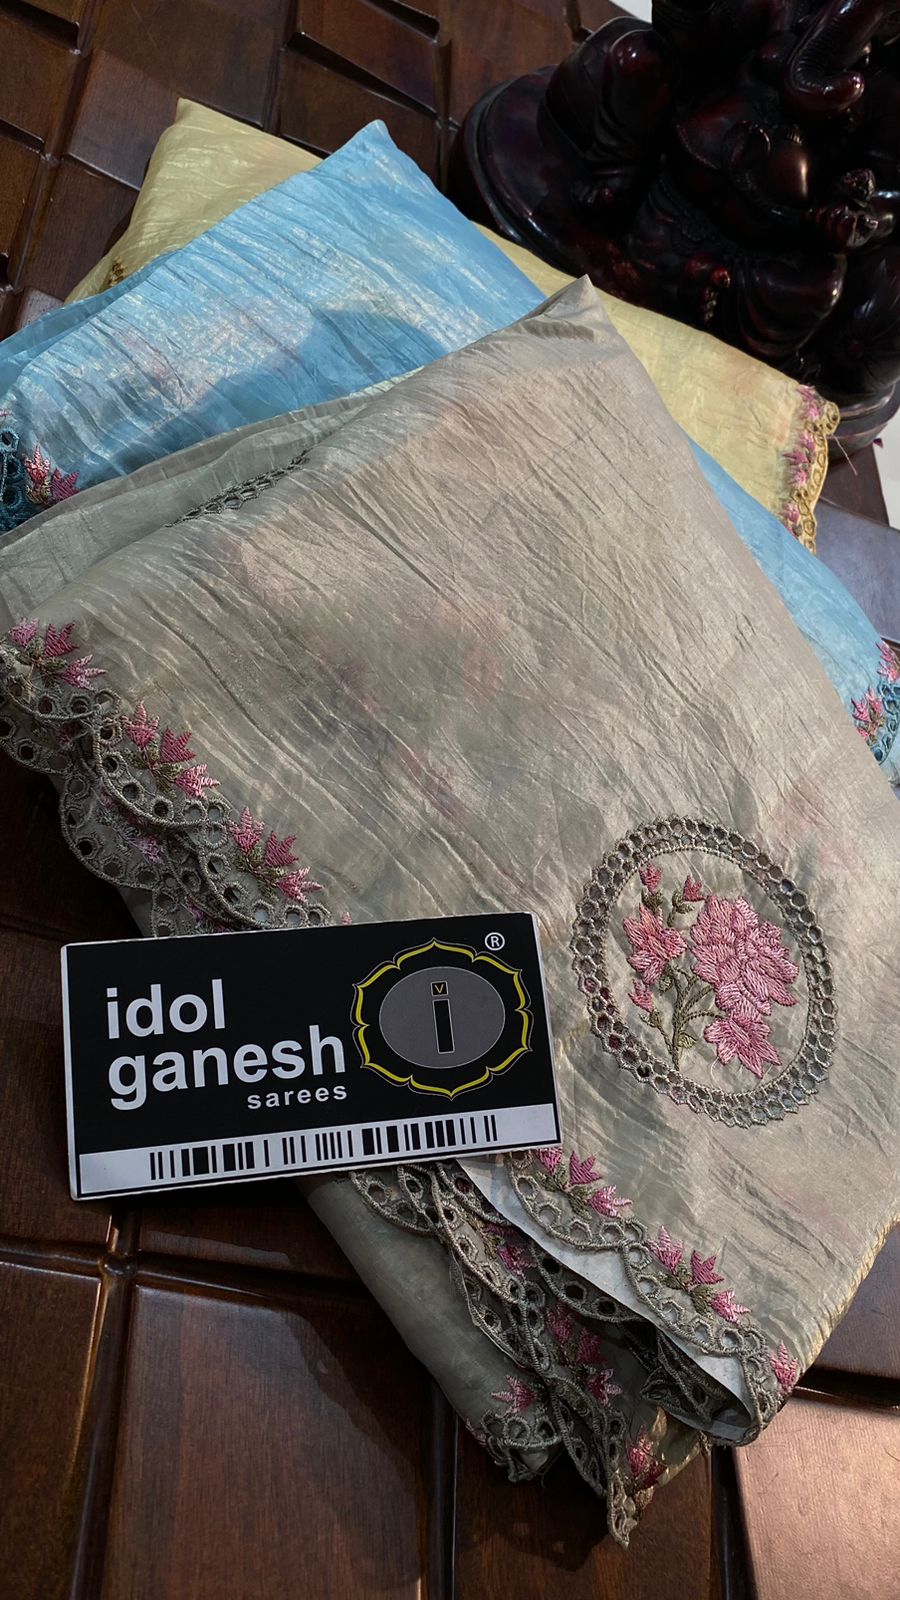 idol
ganesh
sarees
®
V
i